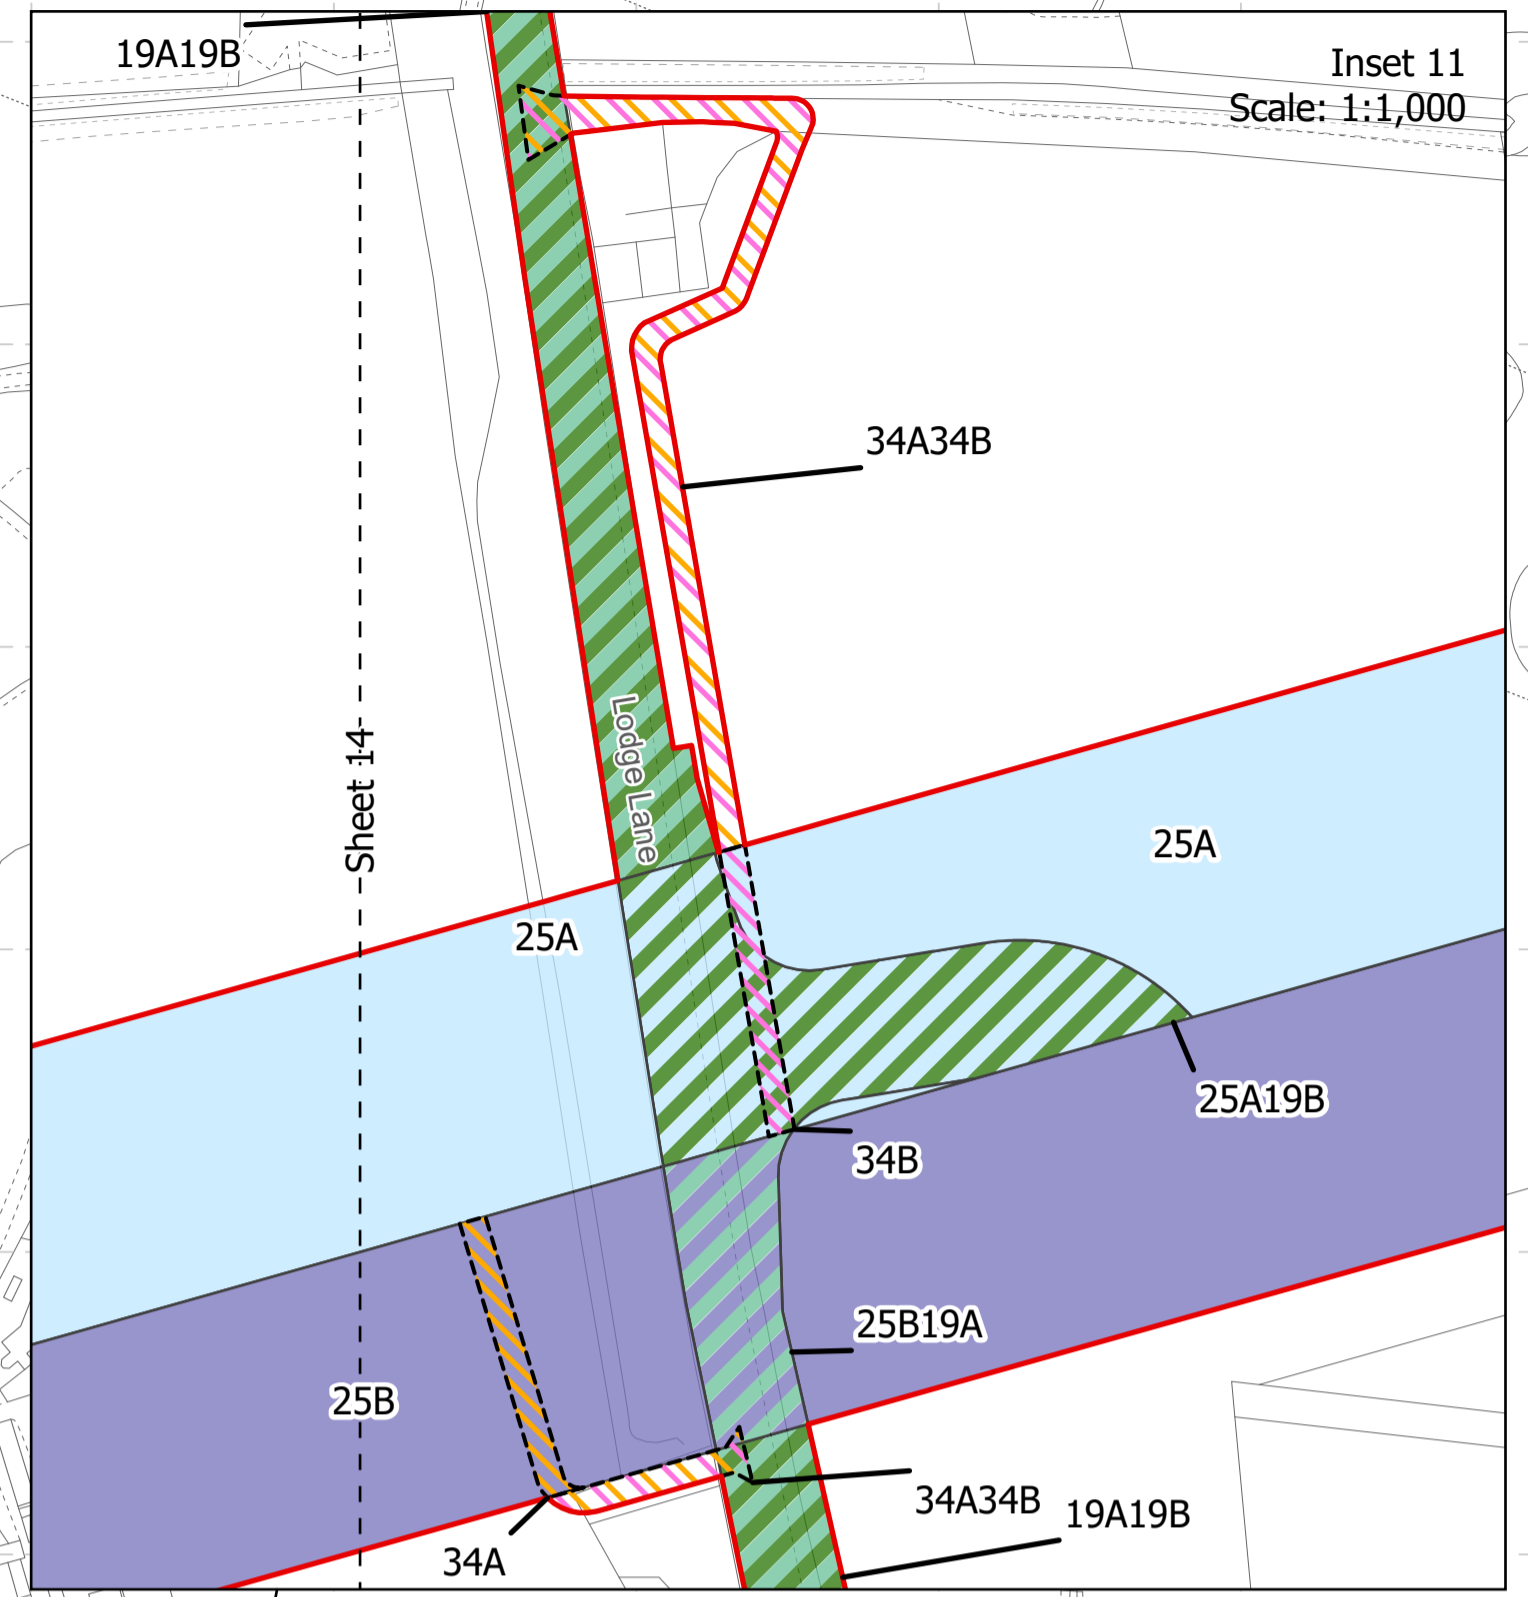 19A19B
Inset 11
Scale: 1:1,000
34A34B
Lodge Lane
Sheet 14
25A
25A
25A19B
34B
25B19A
25B
34A34B
19A19B
34A